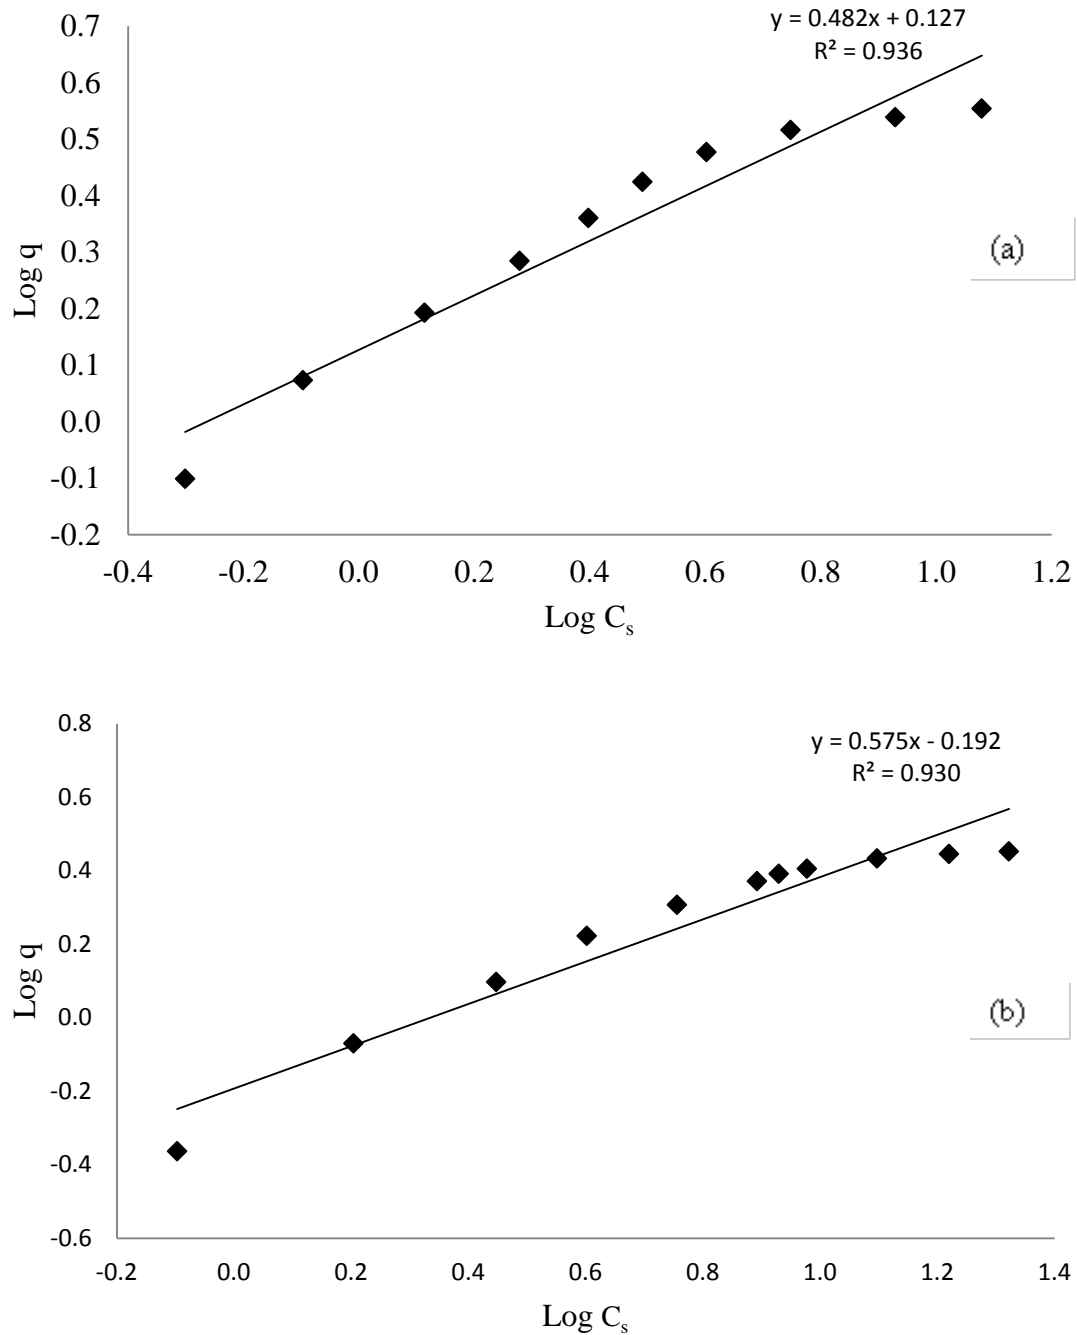 y = 0.482x + 0.127
R² = 0.936
0.7
0.6
0.5
0.4
0.3
0.2
0.1
0.0
-0.1
-0.2
Log q
(a)
-0.4 -0.2 0.0 0.2 0.4 0.6 0.8 1.0 1.2
Log Cs
y = 0.575x - 0.192
R² = 0.930
0.8
0.6
0.4
0.2
0.0
-0.2
-0.4
-0.6
Log q
(b)
-0.2 0.0 0.2 0.4 0.6 0.8 1.0 1.2 1.4
Log Cs